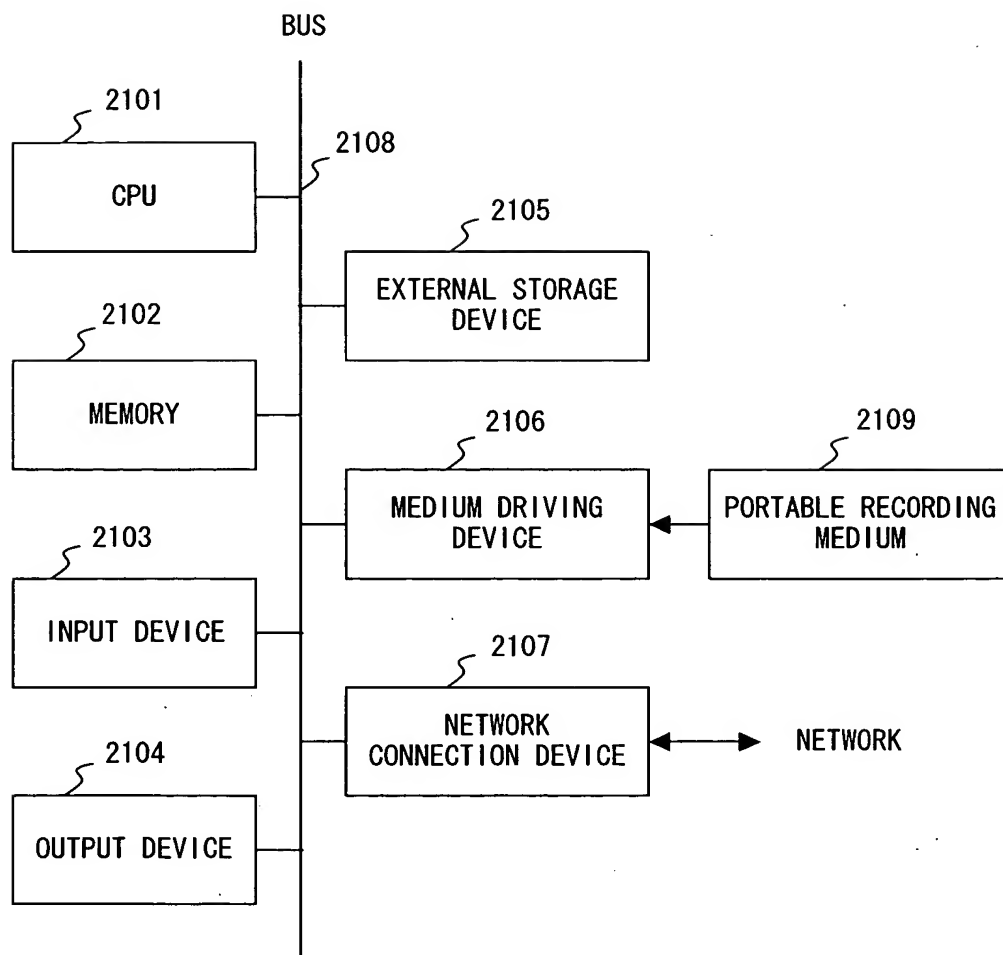 BUS
2101
CPU
2108
2105
EXTERNAL STORAGE
DEVICE
2102
MEMORY
2106
MEDIUM DRIVING
DEVICE
2109
PORTABLE RECORDING
MEDIUM
2103
INPUT DEVICE
2107
NETWORK
CONNECTION DEVICE
NETWORK
2104
OUTPUT DEVICE